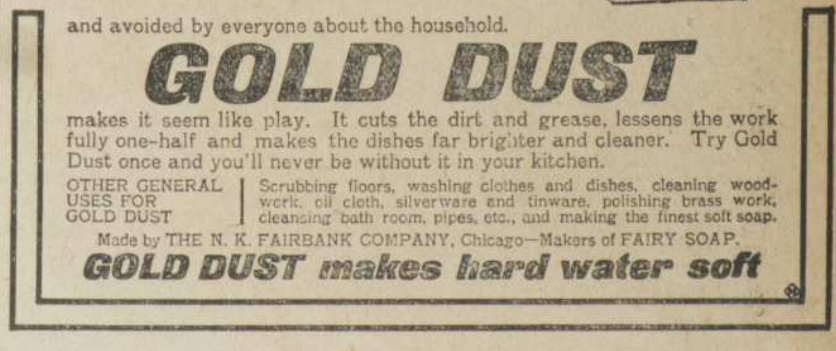 and avoided by everyone about the household.
GOLD DUST
makes it seem like play. It cuts the dirt and grease, lessens the work
fully one-half and makes the dishes far brighter and cleaner. Try Gold
Dust once and you'll never be without it in your kitchen.
OTHER GENERAL
USES FOR
GOLD DUST
Scrubbing floors, washing clothes and dishes, cleaning wood-
work, oil cloth, silverware and tinware, polishing brass work,
cleansing bath room, pipes, etc., and making the finest soft soap.
Made by THE N. K. FAIRBANK COMPANY, Chicago—Makers of FAIRY SOAP.
GOLD DUST makes hard water soft